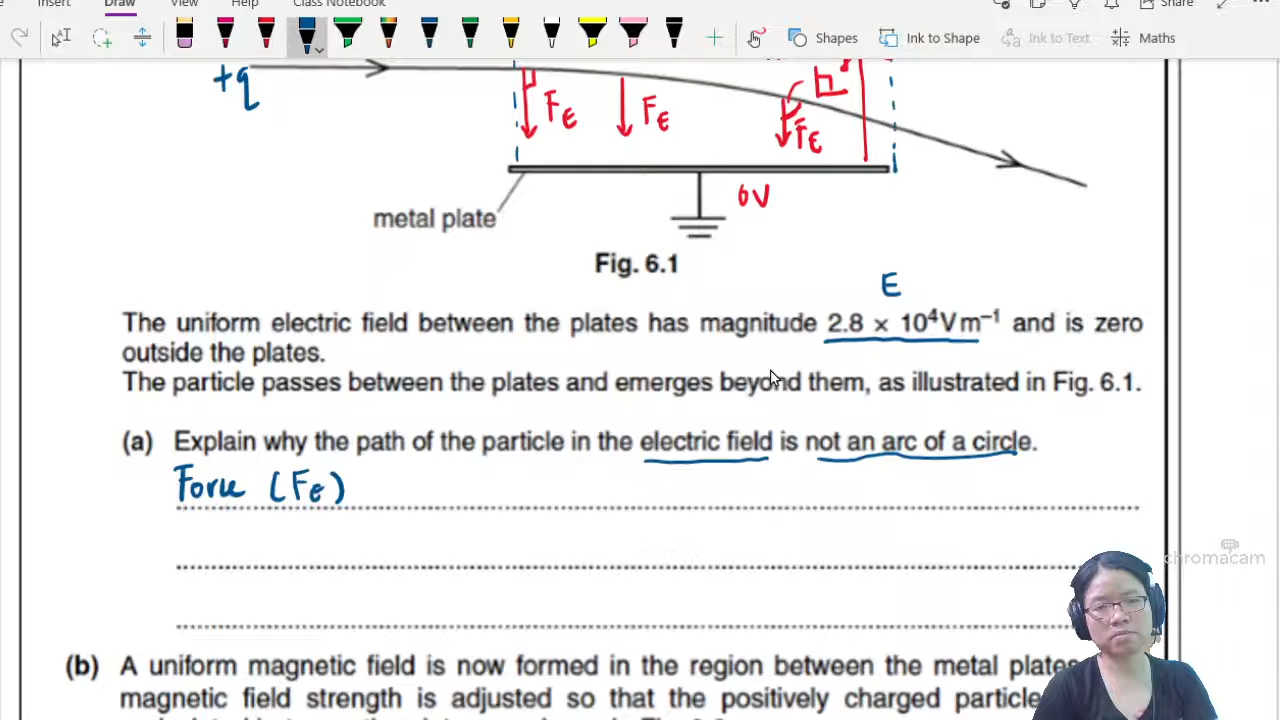 Insert Draw View Help Class Notebook Share
Shapes Ink to Shape Ink to Text Maths
+q
FE FE FE
0V
metal plate
Fig. 6.1
E
The uniform electric field between the plates has magnitude 2.8 × 10⁴ V m⁻¹ and is zero
outside the plates.
The particle passes between the plates and emerges beyond them, as illustrated in Fig. 6.1.
(a) Explain why the path of the particle in the electric field is not an arc of a circle.
Force (FE)
chromacam
(b) A uniform magnetic field is now formed in the region between the metal plates
magnetic field strength is adjusted so that the positively charged particle